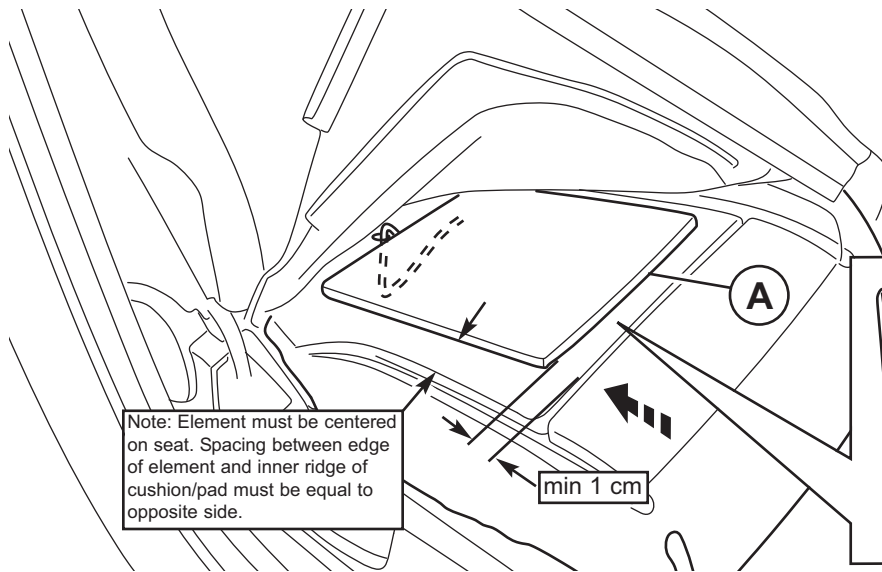 A
Note: Element must be centered
on seat. Spacing between edge
of element and inner ridge of
cushion/pad must be equal to
opposite side.
min 1 cm